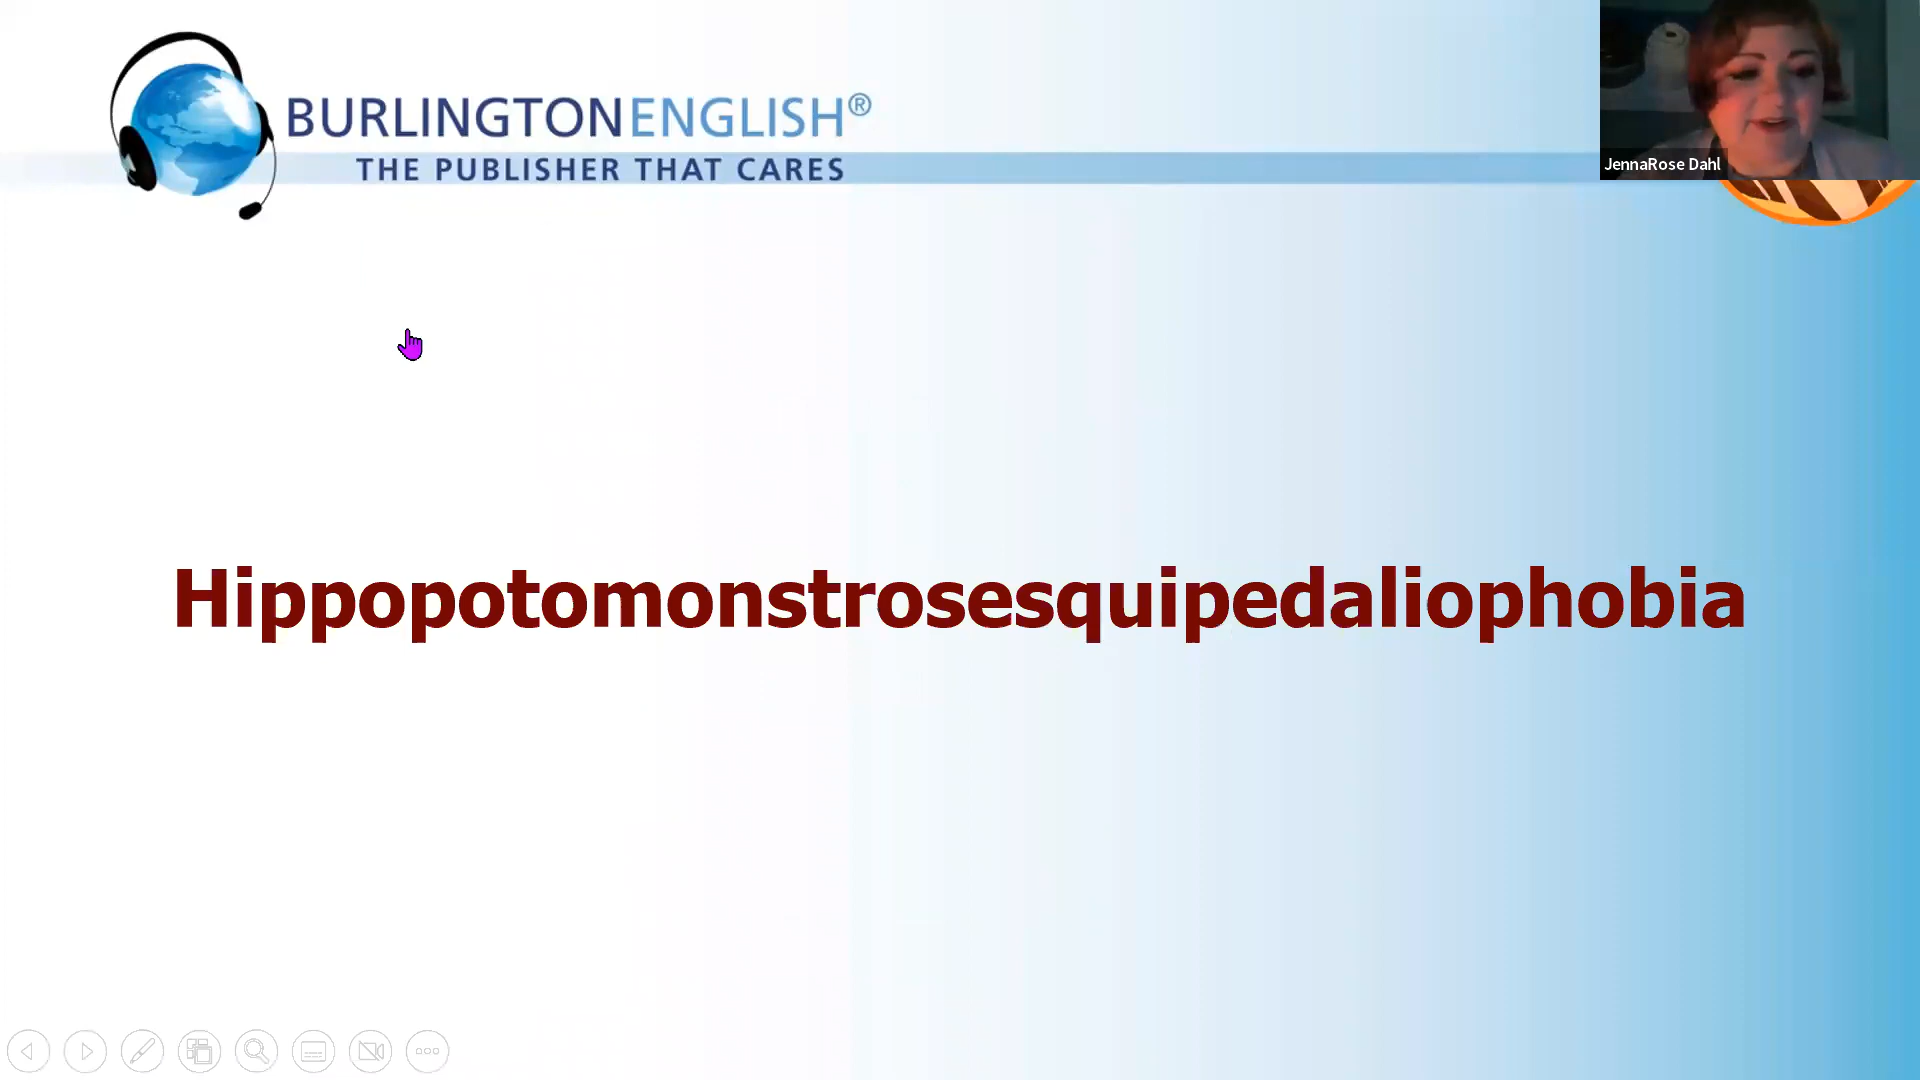 BURLINGTONENGLISH®
THE PUBLISHER THAT CARES
JennaRose Dahl
Hippopotomonstrosesquipedaliophobia